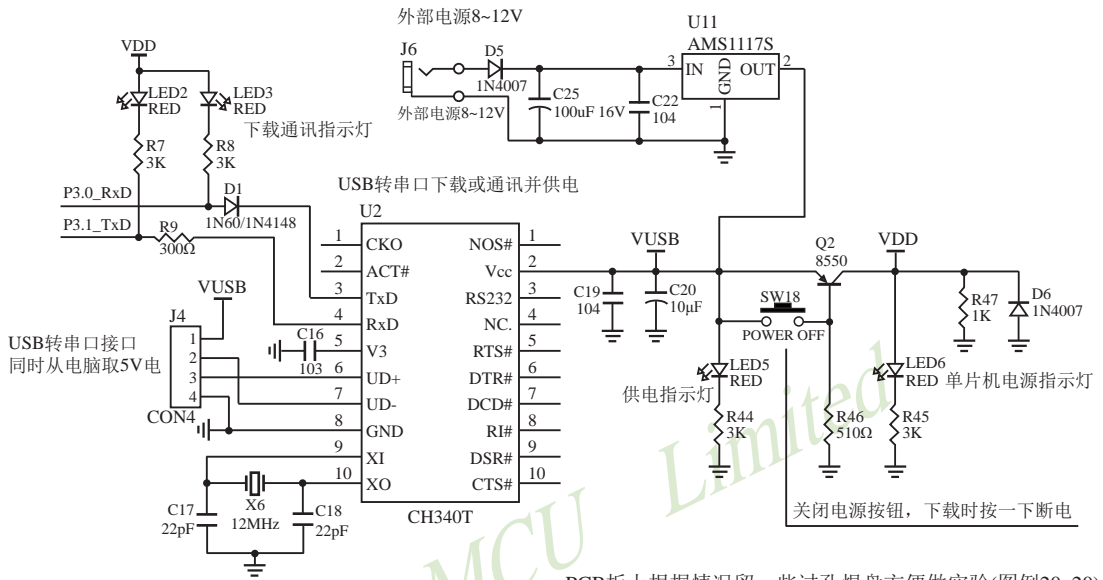 外部电源8~12V
U11
AMS1117S
J6
D5
1N4007
3
IN
GND
OUT
2
1
C25
100uF 16V
C22
104
外部电源8~12V
VDD
LED2
RED
LED3
RED
下载通讯指示灯
R7
3K
R8
3K
USB转串口下载或通讯并供电
P3.0_RxD
D1
1N60/1N4148
P3.1_TxD
R9
300Ω
U2
1 CKO NOS# 1
2 ACT# Vcc 2
3 TxD RS232 3
4 RxD NC. 4
5 V3 RTS# 5
6 UD+ DTR# 6
7 UD- DCD# 7
8 GND RI# 8
9 XI DSR# 9
10 XO CTS# 10
CH340T
VUSB
J4
1
2
3
4
CON4
USB转串口接口
同时从电脑取5V电
C16
103
C17
22pF
X6
12MHz
C18
22pF
VUSB
C19
104
C20
10μF
Q2
8550
VDD
SW18
POWER OFF
R47
1K
D6
1N4007
LED5
RED
供电指示灯
R44
3K
R46
510Ω
LED6
RED
单片机电源指示灯
R45
3K
关闭电源按钮，下载时按一下断电
MCU Limited